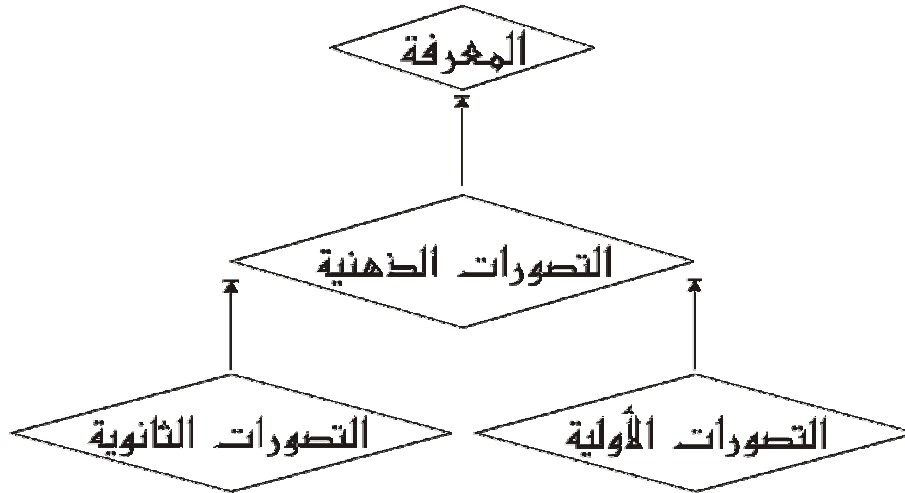 المعرفة
التصورات الذهنية
التصورات الأولية
التصورات الثانوية